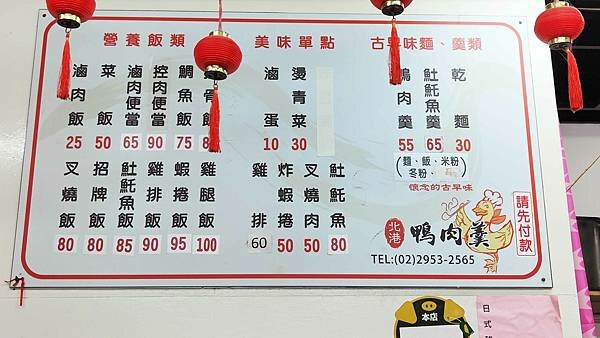 營養飯類
滷肉飯 25
菜飯 50
滷肉便當 65
控肉便當 90
鯛魚 75
骨
叉燒飯 80
招牌飯 80
魠魠魚飯 85
雞排飯 90
蝦捲飯 95
雞腿飯 100
美味單點
滷蛋 10
燙青菜 30
雞排 60
炸蝦捲 50
叉燒肉 50
魠魠魚 80
古早味麵、羹類
鴨肉羹 55
魠魠魚羹 65
乾麵 30
(麵、飯、米粉
冬粉、
懷念的古早味
北港
鴨肉羹
請先付款
TEL:(02)2953-2565
本店
日式